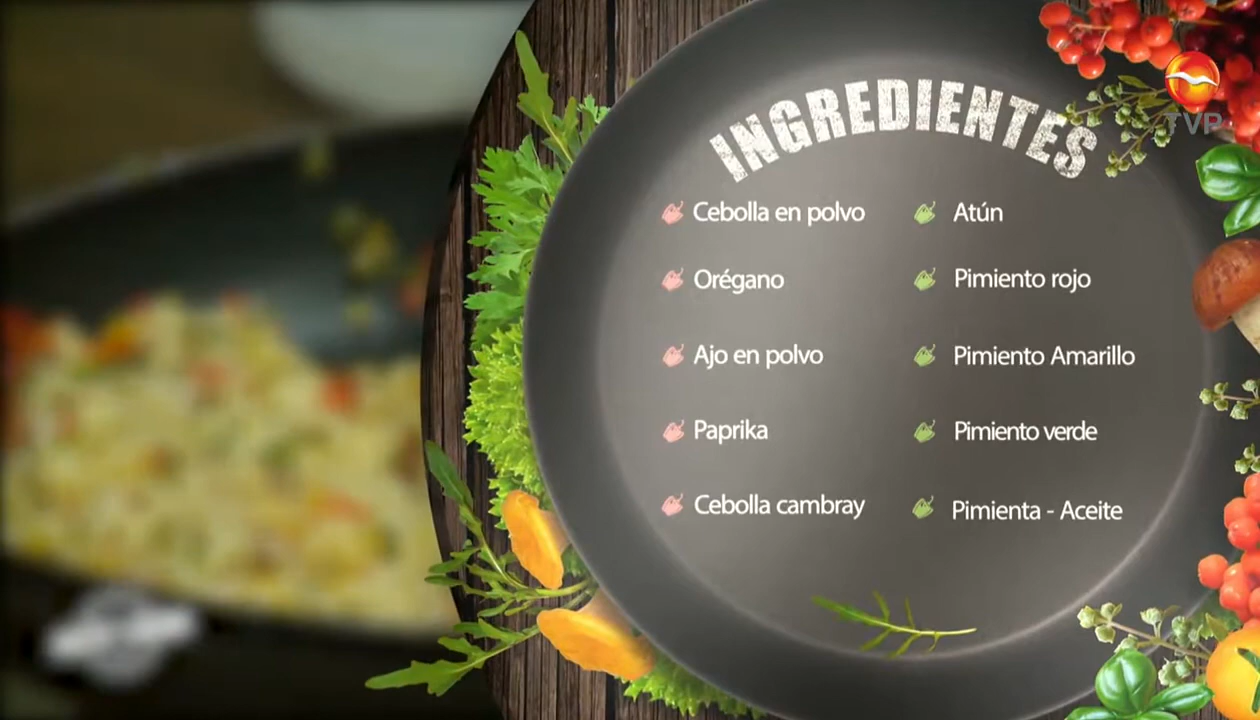 TVP
INGREDIENTES
Cebolla en polvo
Orégano
Ajo en polvo
Paprika
Cebolla cambray
Atún
Pimiento rojo
Pimiento Amarillo
Pimiento verde
Pimienta - Aceite